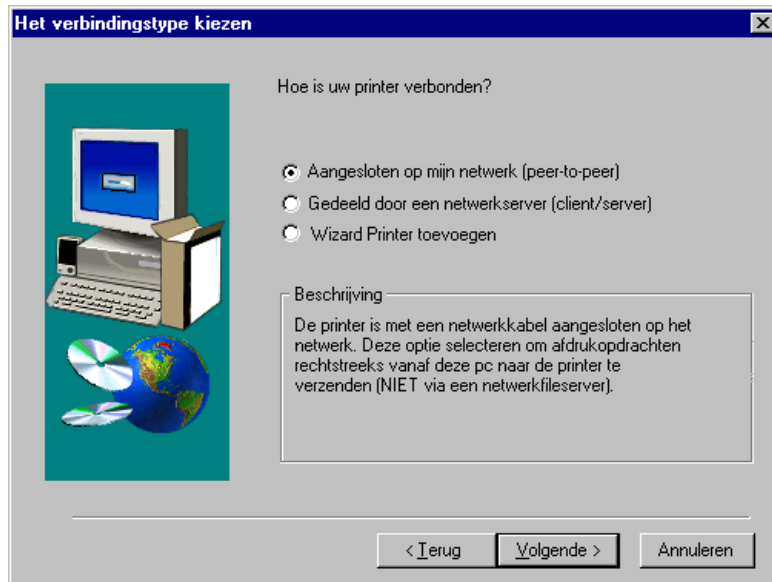 Het verbindingstype kiezen
Hoe is uw printer verbonden?
Aangesloten op mijn netwerk (peer-to-peer)
Gedeeld door een netwerkserver (client/server)
Wizard Printer toevoegen
Beschrijving
De printer is met een netwerkkabel aangesloten op het
netwerk. Deze optie selecteren om afdrukopdrachten
rechtstreeks vanaf deze pc naar de printer te
verzenden (NIET via een netwerkfileserver).
< Terug
Volgende >
Annuleren